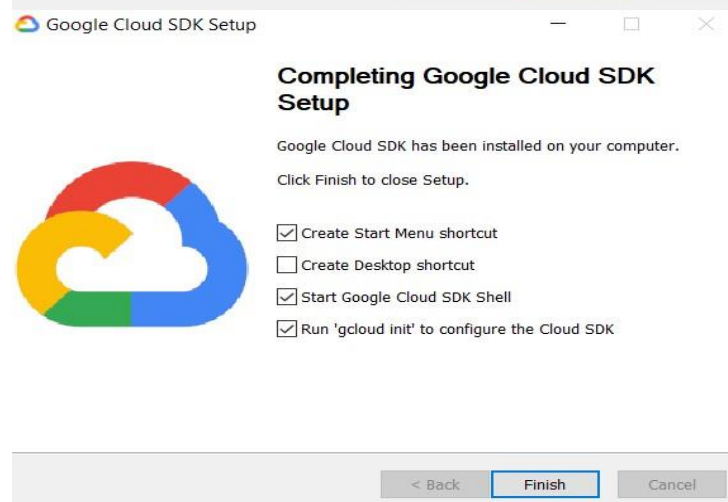 Google Cloud SDK Setup
Completing Google Cloud SDK
Setup
Google Cloud SDK has been installed on your computer.
Click Finish to close Setup.
Create Start Menu shortcut
Create Desktop shortcut
Start Google Cloud SDK Shell
Run 'gcloud init' to configure the Cloud SDK
< Back Finish Cancel